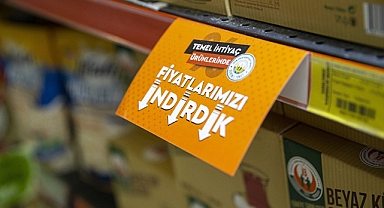 TEMEL İHTİYAÇ
ÜRÜNLERİNDE
FİYATLARIMIZI
İNDİRDİK
BEYAZ K